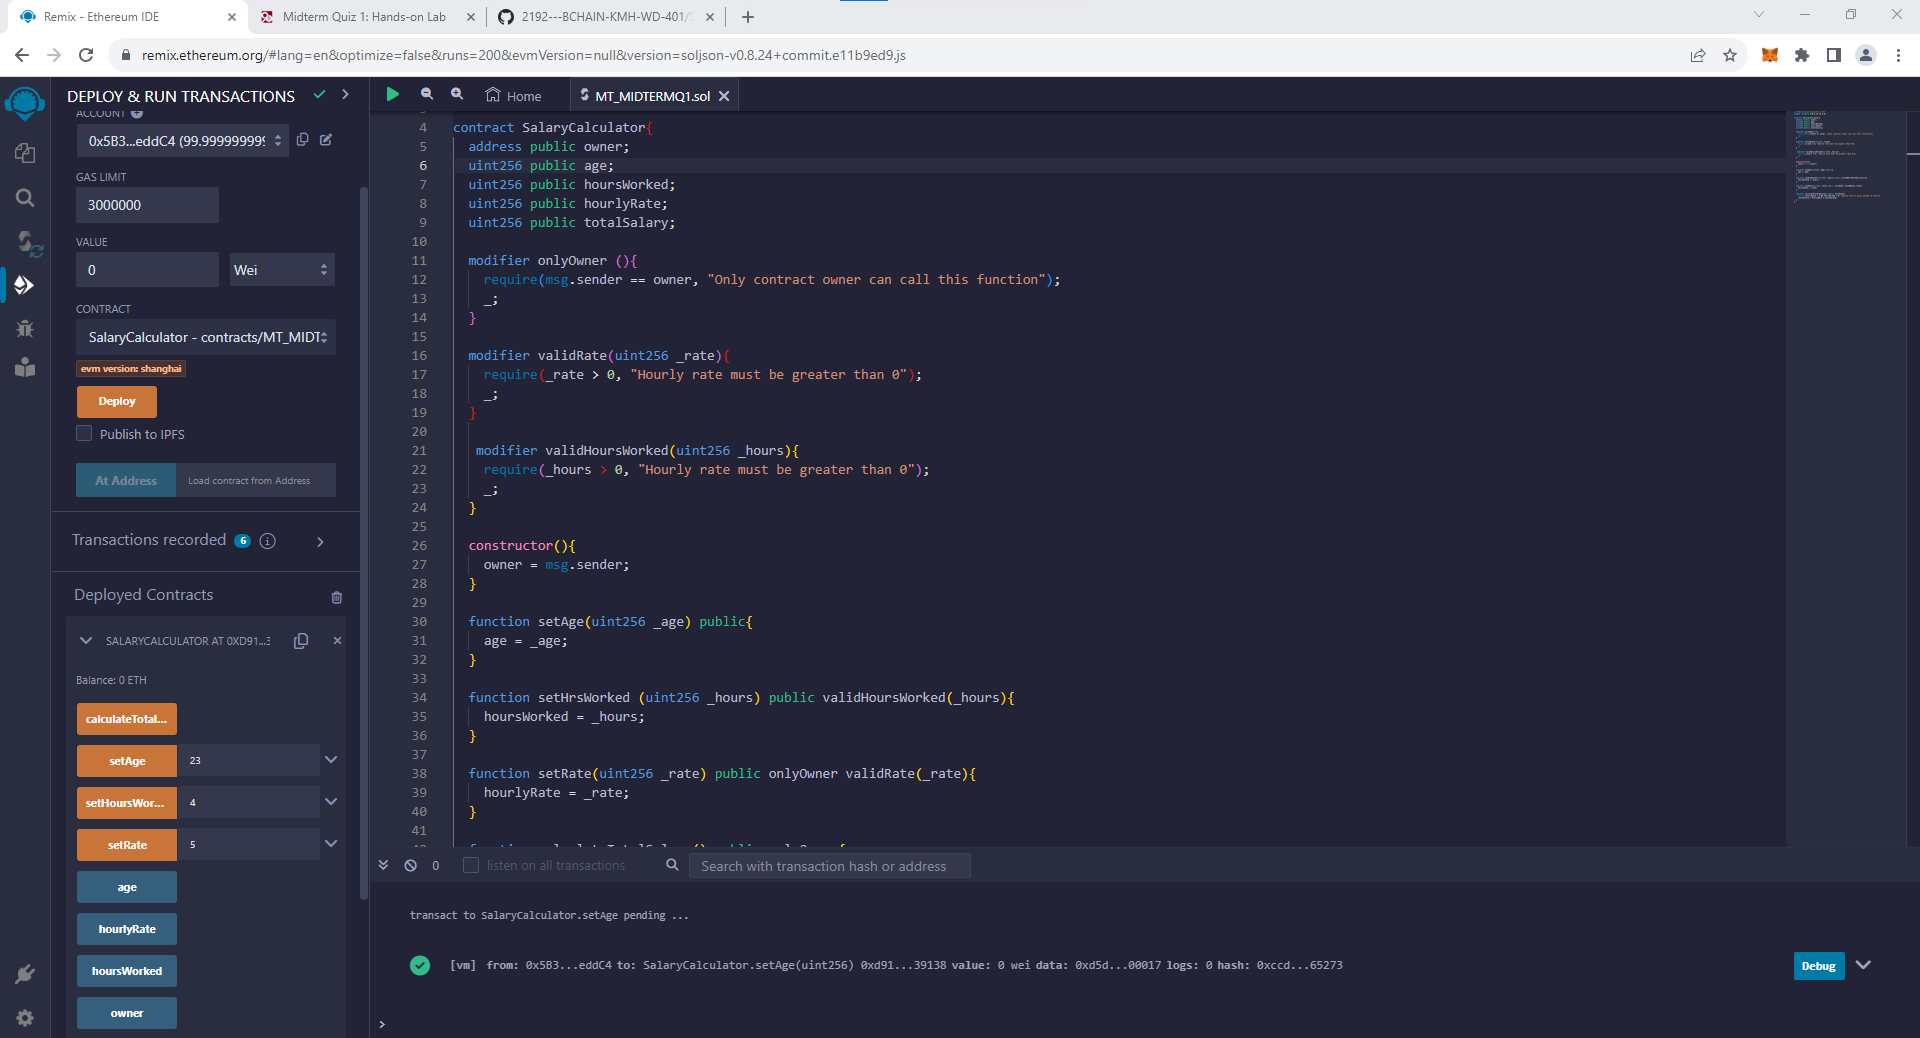 Remix - Ethereum IDE
Midterm Quiz 1: Hands-on Lab
2192---BCHAIN-KMH-WD-401/
remix.ethereum.org/#lang=en&optimize=false&runs=200&evmVersion=null&version=soljson-v0.8.24+commit.e11b9ed9.js
DEPLOY & RUN TRANSACTIONS
ACCOUNT
0x5B3...eddC4 (99.9999999999
GAS LIMIT
3000000
VALUE
0
Wei
CONTRACT
SalaryCalculator - contracts/MT_MIDT
evm version: shanghai
Deploy
Publish to IPFS
At Address
Load contract from Address
Transactions recorded 6
Deployed Contracts
SALARYCALCULATOR AT 0XD91...3
Balance: 0 ETH
calculateTotal...
setAge 23
setHoursWor... 4
setRate 5
age
hourlyRate
hoursWorked
owner
Home
MT_MIDTERMQ1.sol
4 contract SalaryCalculator{
5 address public owner;
6 uint256 public age;
7 uint256 public hoursWorked;
8 uint256 public hourlyRate;
9 uint256 public totalSalary;
10
11 modifier onlyOwner (){
12 require(msg.sender == owner, "Only contract owner can call this function");
13 _;
14 }
15
16 modifier validRate(uint256 _rate){
17 require(_rate > 0, "Hourly rate must be greater than 0");
18 _;
19 }
20
21 modifier validHoursWorked(uint256 _hours){
22 require(_hours > 0, "Hourly rate must be greater than 0");
23 _;
24 }
25
26 constructor(){
27 owner = msg.sender;
28 }
29
30 function setAge(uint256 _age) public{
31 age = _age;
32 }
33
34 function setHrsWorked (uint256 _hours) public validHoursWorked(_hours){
35 hoursWorked = _hours;
36 }
37
38 function setRate(uint256 _rate) public onlyOwner validRate(_rate){
39 hourlyRate = _rate;
40 }
41
0
listen on all transactions
Search with transaction hash or address
transact to SalaryCalculator.setAge pending ...
[vm] from: 0x5B3...eddC4 to: SalaryCalculator.setAge(uint256) 0xd91...39138 value: 0 wei data: 0xd5d...00017 logs: 0 hash: 0xccd...65273
Debug
>